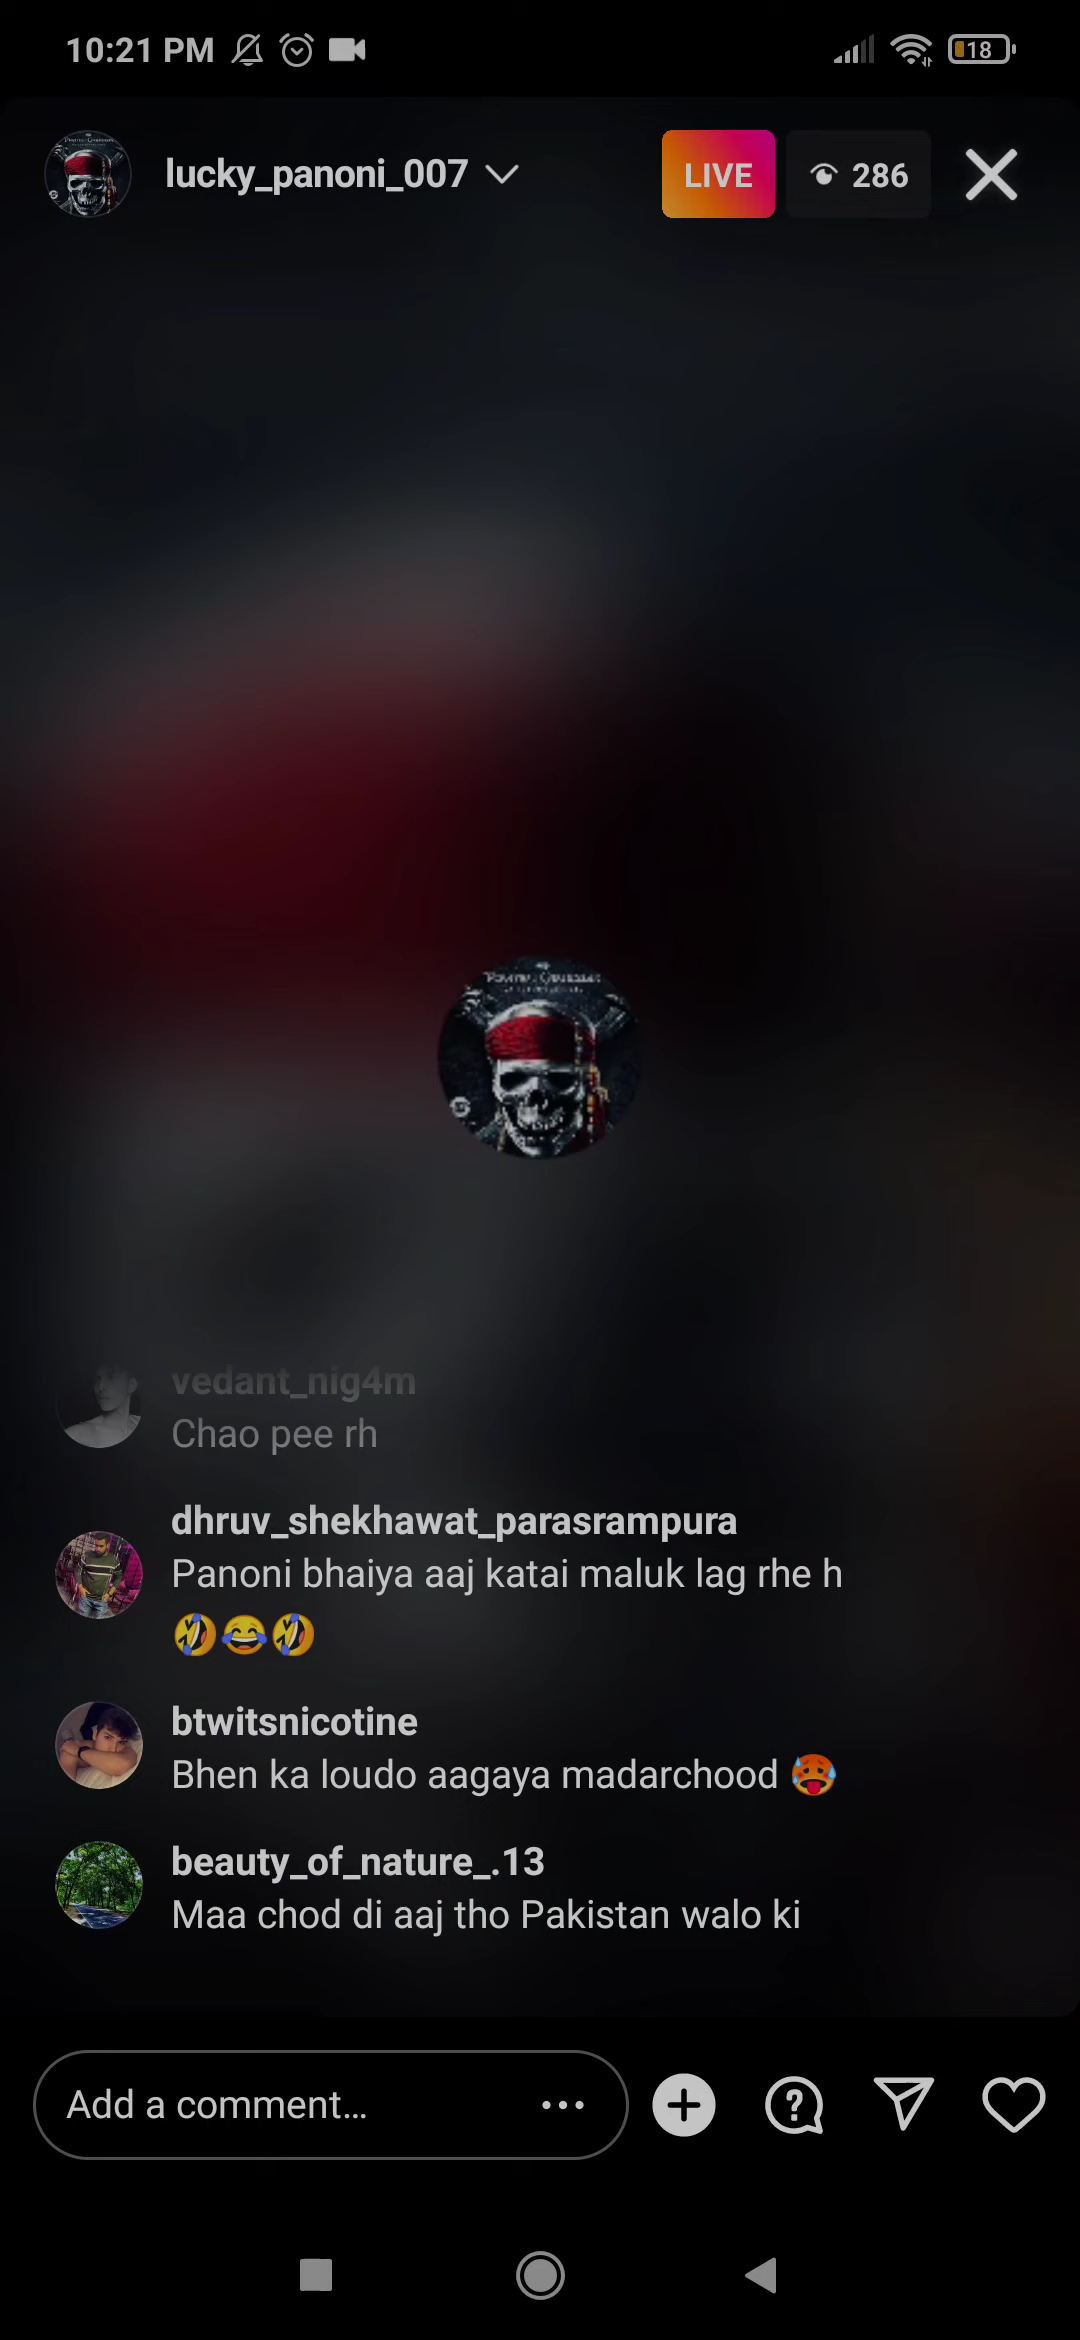 10:21 PM
18
lucky_panoni_007
LIVE
286
vedant_nig4m
Chao pee rh
dhruv_shekhawat_parasrampura
Panoni bhaiya aaj katai maluk lag rhe h
🤣😂🤣
btwitsnicotine
Bhen ka loudo aagaya madarchood 🥵
beauty_of_nature_.13
Maa chod di aaj tho Pakistan walo ki
Add a comment...